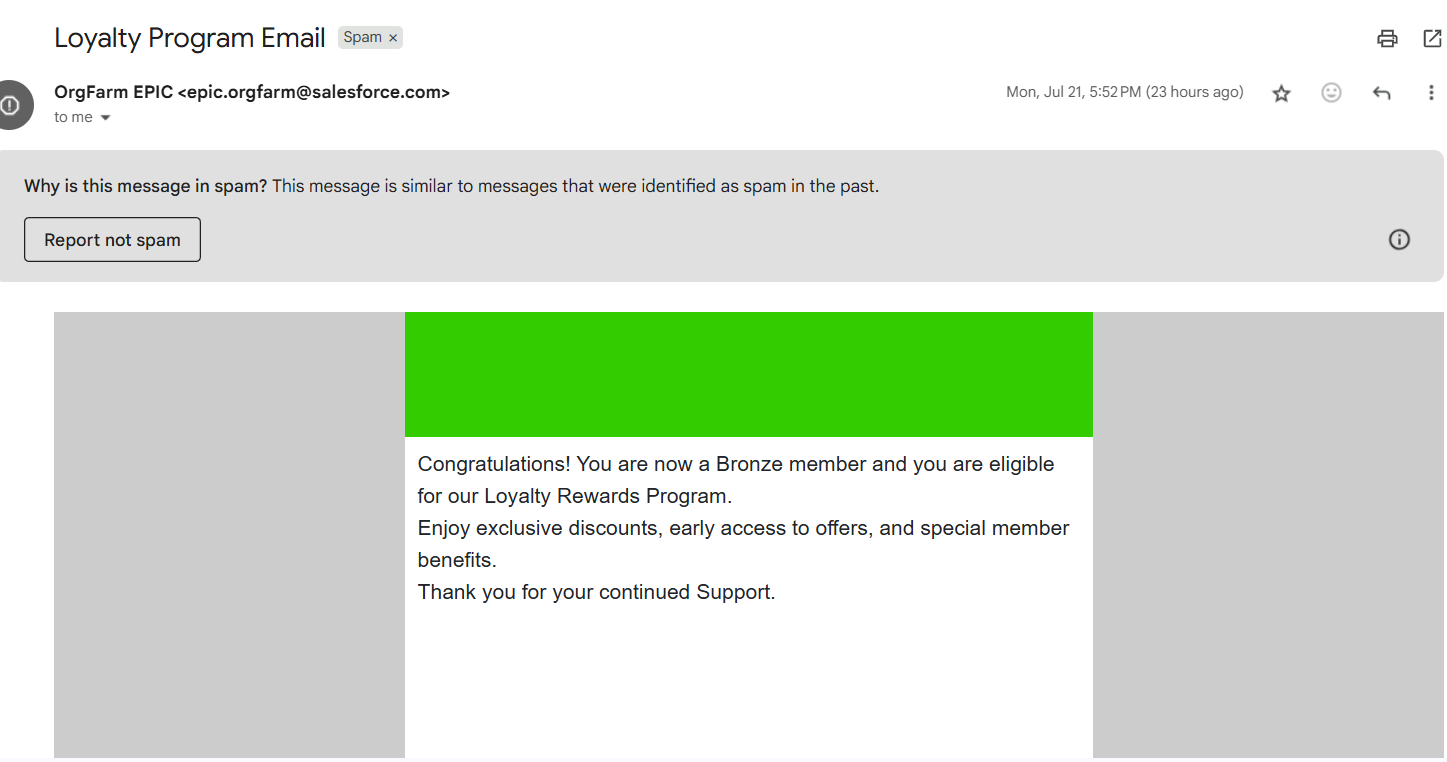 Loyalty Program Email Spam ×
OrgFarm EPIC <epic.orgfarm@salesforce.com> Mon, Jul 21, 5:52 PM (23 hours ago)
to me
Why is this message in spam? This message is similar to messages that were identified as spam in the past.
Report not spam
Congratulations! You are now a Bronze member and you are eligible
for our Loyalty Rewards Program.
Enjoy exclusive discounts, early access to offers, and special member
benefits.
Thank you for your continued Support.